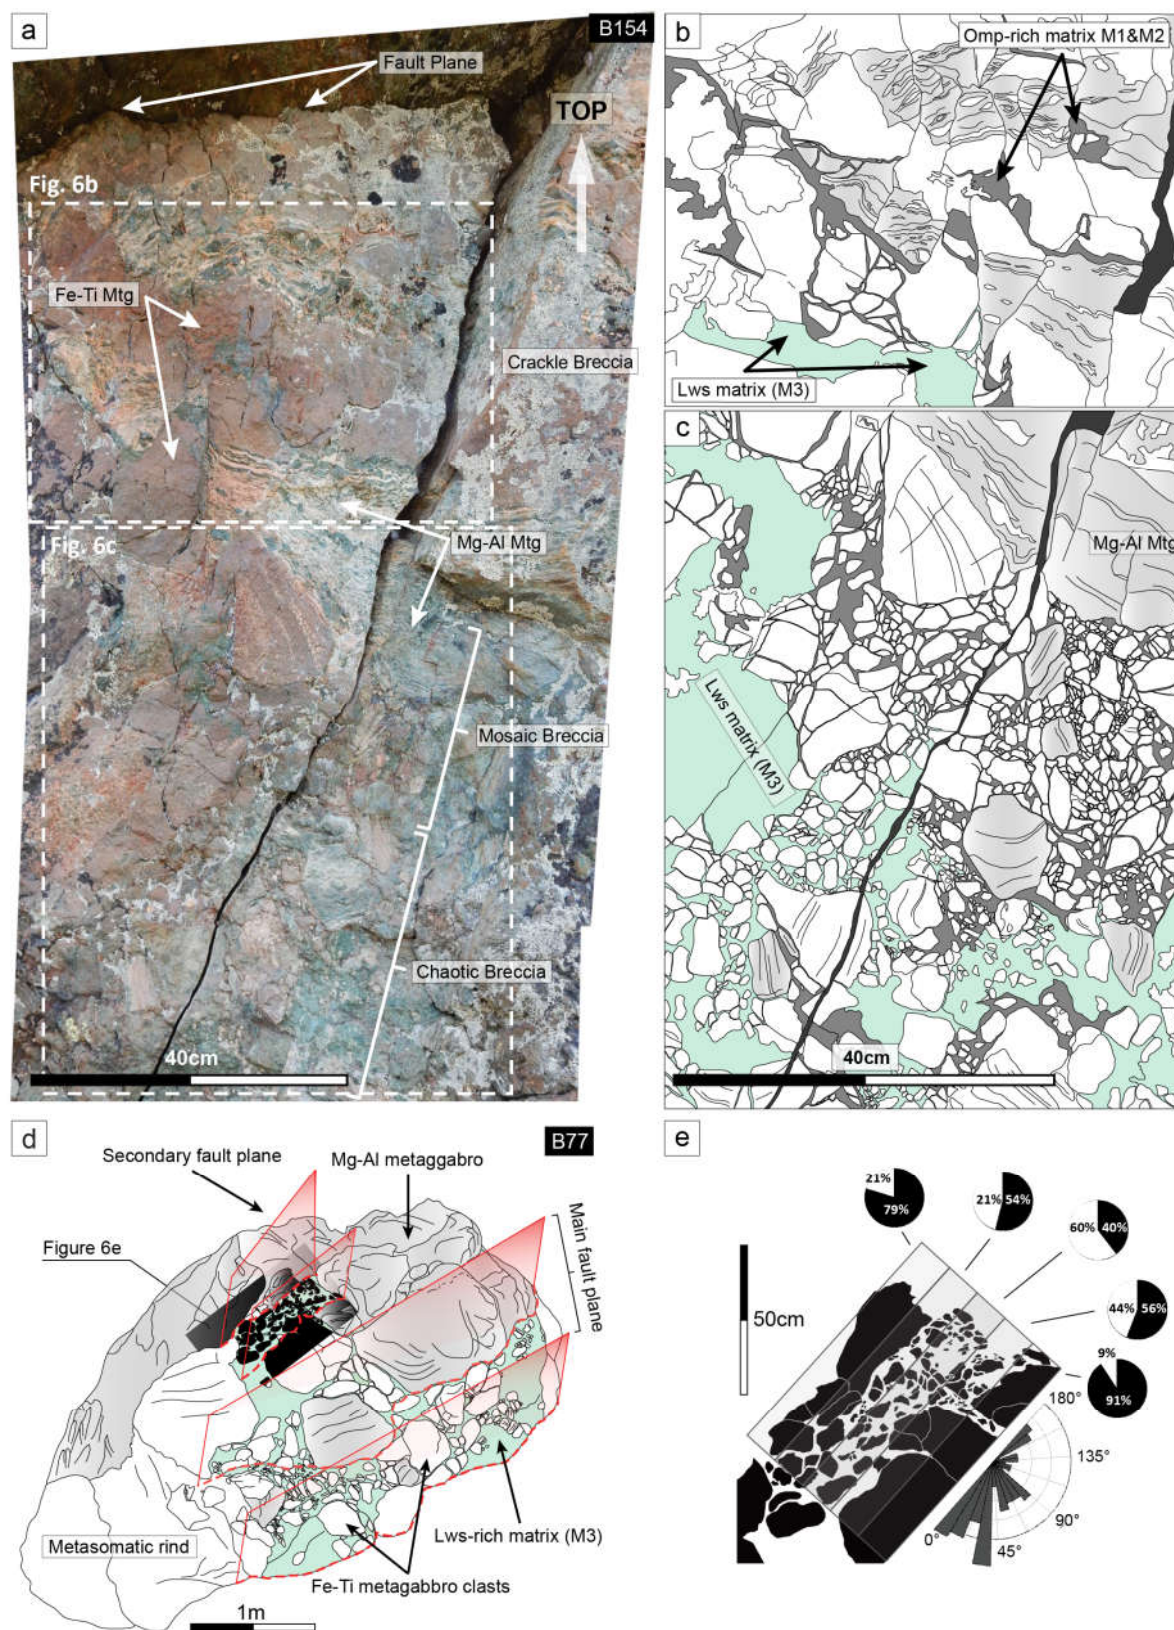 a
B154
Fault Plane
TOP
Fig. 6b
Fe-Ti Mtg
Crackle Breccia
Fig. 6c
Mg-Al Mtg
Mosaic Breccia
Chaotic Breccia
40cm
b
Omp-rich matrix M1&M2
Lws matrix (M3)
c
Mg-Al Mtg
Lws matrix (M3)
40cm
d
B77
Secondary fault plane
Mg-Al metaggabro
Figure 6e
Main fault plane
Metasomatic rind
Lws-rich matrix (M3)
Fe-Ti metagabbro clasts
1m
e
21%
79%
21% 54%
60% 40%
44% 56%
9%
91%
50cm
180°
135°
90°
45°
0°